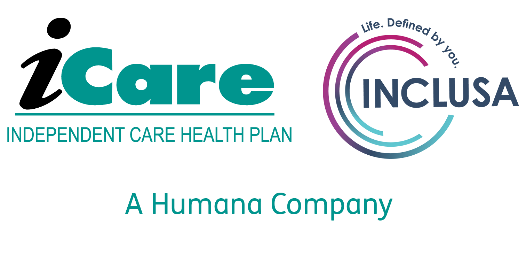 iCare
INDEPENDENT CARE HEALTH PLAN
Life. Defined by you.
INCLUSA
A Humana Company